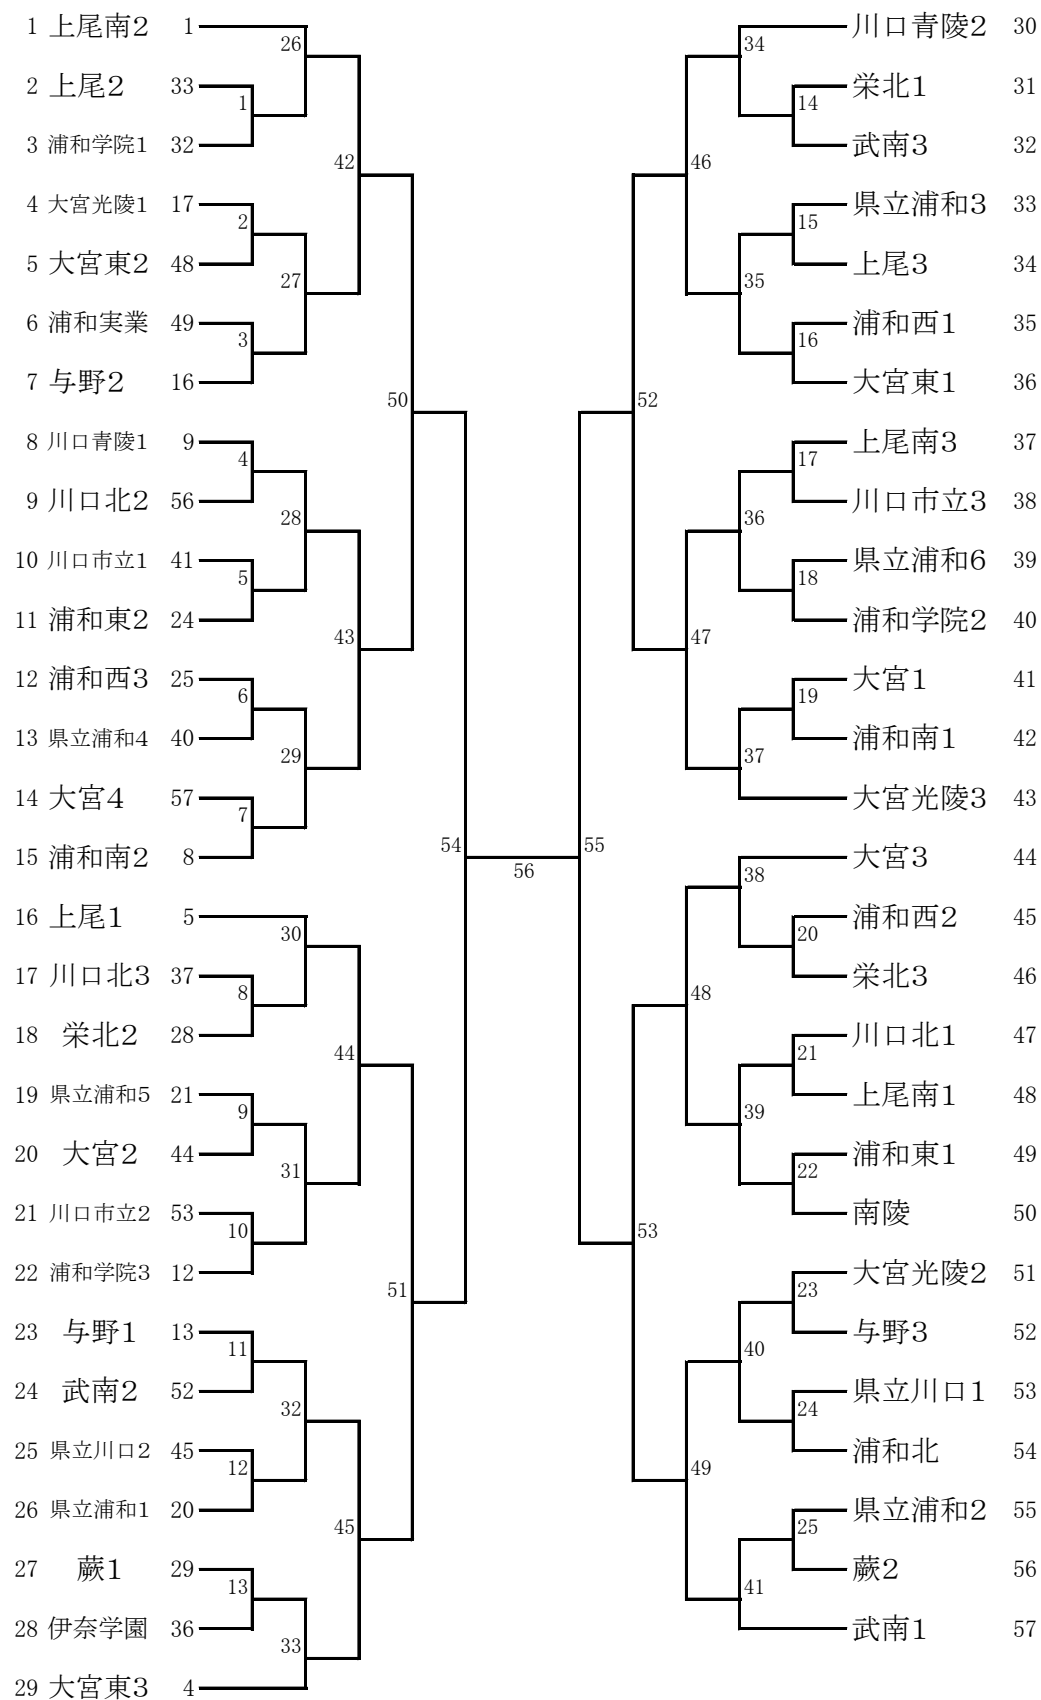 1 上尾南2 1
26
2 上尾2 33
1
3 浦和学院1 32
42
4 大宮光陵1 17
2
5 大宮東2 48
27
6 浦和実業 49
3
7 与野2 16
50
8 川口青陵1 9
4
9 川口北2 56
28
10 川口市立1 41
5
11 浦和東2 24
43
12 浦和西3 25
6
13 県立浦和4 40
29
14 大宮4 57
7
15 浦和南2 8
54
16 上尾1 5
30
17 川口北3 37
8
18 栄北2 28
44
19 県立浦和5 21
9
20 大宮2 44
31
21 川口市立2 53
10
22 浦和学院3 12
51
23 与野1 13
11
24 武南2 52
32
25 県立川口2 45
12
26 県立浦和1 20
45
27 蕨1 29
13
28 伊奈学園 36
33
29 大宮東3 4
56
川口青陵2 30
34
栄北1 31
14
武南3 32
46
県立浦和3 33
15
上尾3 34
35
浦和西1 35
16
大宮東1 36
52
上尾南3 37
17
川口市立3 38
36
県立浦和6 39
18
浦和学院2 40
47
大宮1 41
19
浦和南1 42
37
大宮光陵3 43
55
大宮3 44
38
浦和西2 45
20
栄北3 46
48
川口北1 47
21
上尾南1 48
39
浦和東1 49
22
南陵 50
53
大宮光陵2 51
23
与野3 52
40
県立川口1 53
24
浦和北 54
49
県立浦和2 55
25
蕨2 56
41
武南1 57